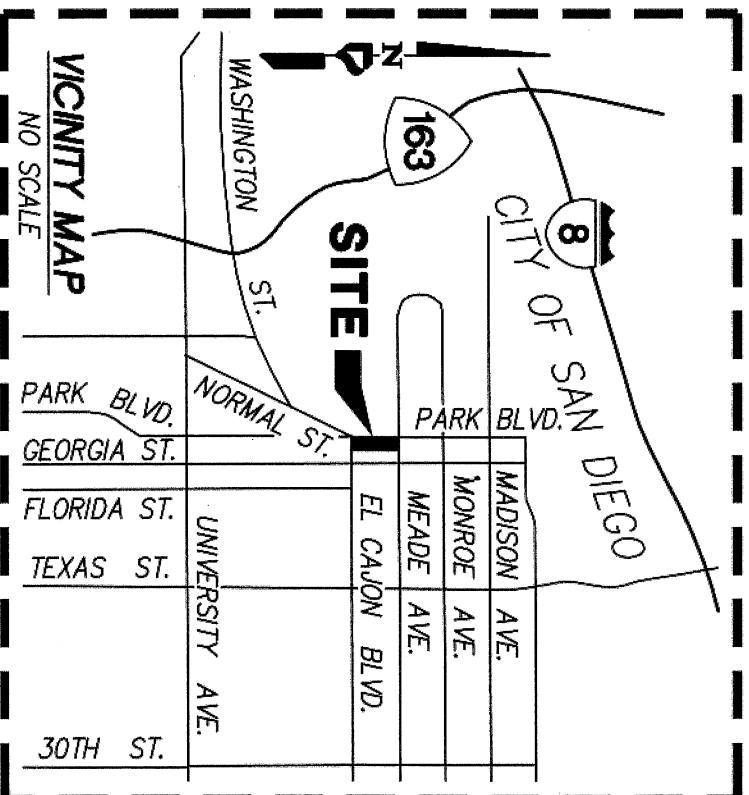 N
163
8
CITY OF SAN DIEGO
WASHINGTON ST.
VICINITY MAP
NO SCALE
SITE
PARK BLVD.
NORMAL ST.
PARK BLVD.
GEORGIA ST.
FLORIDA ST.
TEXAS ST.
30TH ST.
UNIVERSITY AVE.
EL CAJON BLVD.
MEADE AVE.
MONROE AVE.
MADISON AVE.